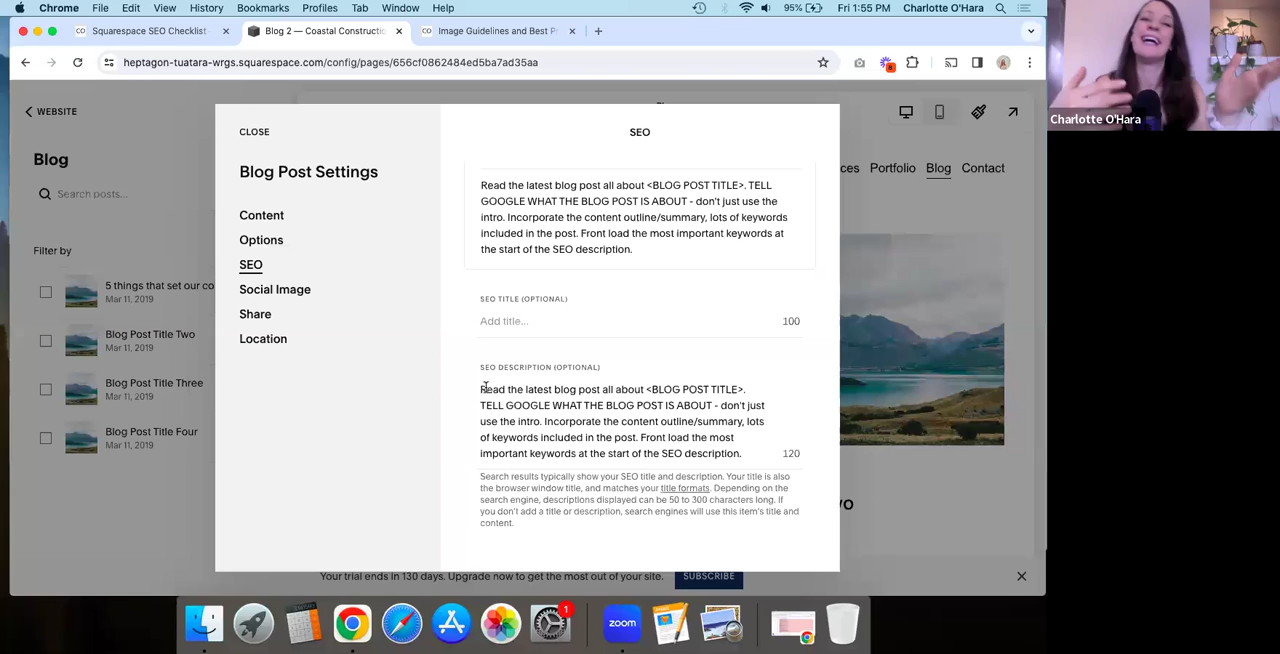 Chrome File Edit View History Bookmarks Profiles Tab Window Help 95% Fri 1:55 PM Charlotte O'Hara
Squarespace SEO Checklist
Blog 2 — Coastal Constructi
Image Guidelines and Best P
heptagon-tuatara-wrgs.squarespace.com/config/pages/656cf0862484ed5ba7ad35aa
8
Charlotte O'Hara
WEBSITE
Blog
Search posts...
Filter by
5 things that set our co
Mar 11, 2019
Blog Post Title Two
Mar 11, 2019
Blog Post Title Three
Mar 11, 2019
Blog Post Title Four
Mar 11, 2019
CLOSE
Blog Post Settings
Content
Options
SEO
Social Image
Share
Location
SEO
Read the latest blog post all about <BLOG POST TITLE>. TELL
GOOGLE WHAT THE BLOG POST IS ABOUT - don't just use the
intro. Incorporate the content outline/summary, lots of keywords
included in the post. Front load the most important keywords at
the start of the SEO description.
SEO TITLE (OPTIONAL)
Add title... 100
SEO DESCRIPTION (OPTIONAL)
Read the latest blog post all about <BLOG POST TITLE>.
TELL GOOGLE WHAT THE BLOG POST IS ABOUT - don't just
use the intro. Incorporate the content outline/summary, lots
of keywords included in the post. Front load the most
important keywords at the start of the SEO description. 120
Search results typically show your SEO title and description. Your title is also
the browser window title, and matches your title formats. Depending on the
search engine, descriptions displayed can be 50 to 300 characters long. If
you don't add a title or description, search engines will use this item's title and
content.
ces Portfolio Blog Contact
wo
Your trial ends in 130 days. Upgrade now to get the most out of your site. SUBSCRIBE
1
zoom